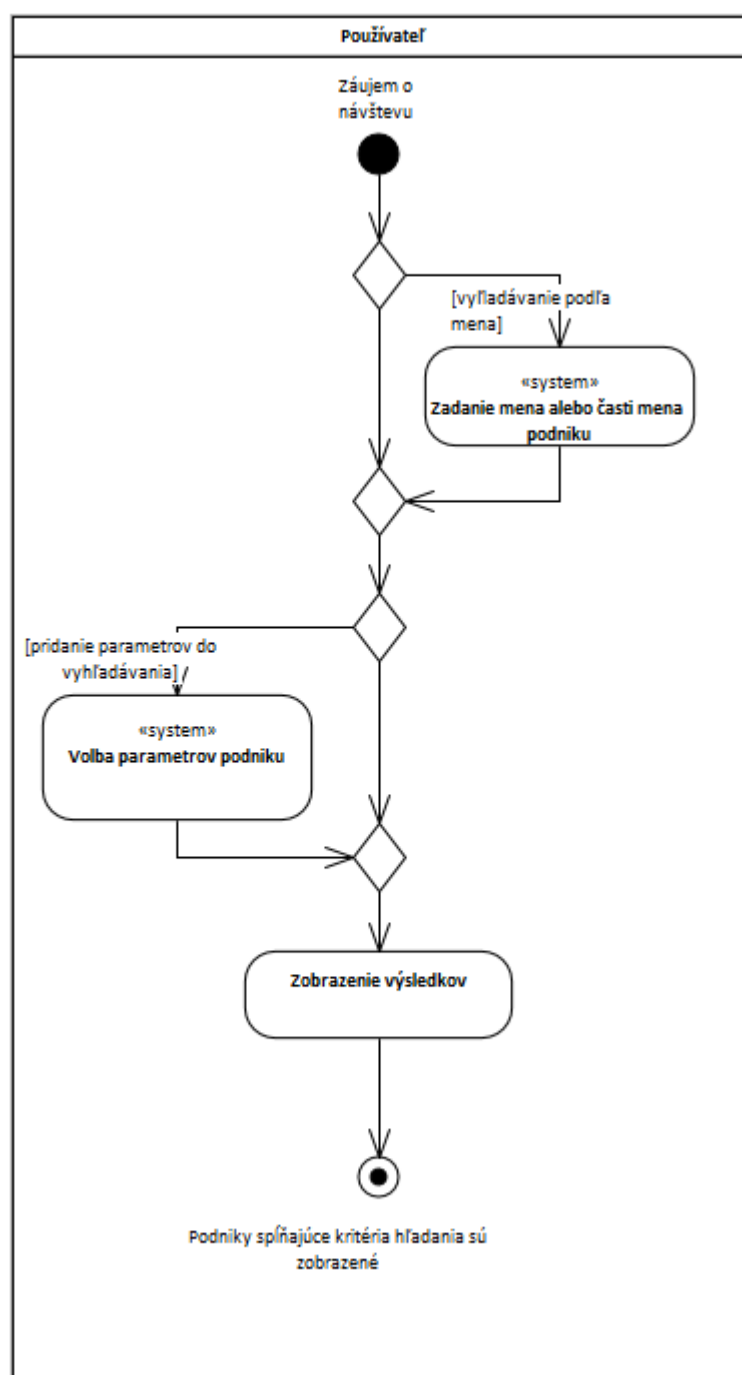 Používateľ
Záujem o
návštevu
[vyľladávanie podľa
mena]
«system»
Zadanie mena alebo časti mena
podniku
[pridanie parametrov do
vyhľadávania]
«system»
Volba parametrov podniku
Zobrazenie výsledkov
Podniky spĺňajúce kritéria hľadania sú
zobrazené